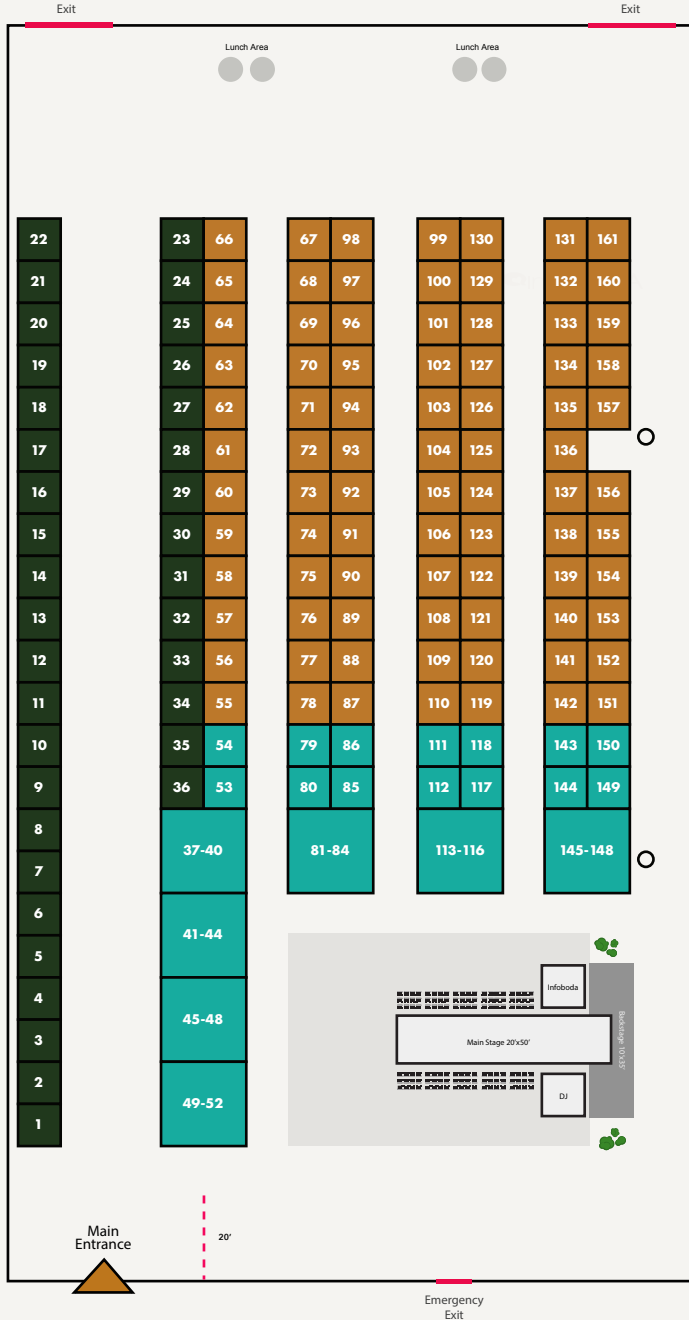 Exit
Exit
Lunch Area
Lunch Area
22 23 66 67 98 99 130 131 161
21 24 65 68 97 100 129 132 160
20 25 64 69 96 101 128 133 159
19 26 63 70 95 102 127 134 158
18 27 62 71 94 103 126 135 157
17 28 61 72 93 104 125 136
16 29 60 73 92 105 124 137 156
15 30 59 74 91 106 123 138 155
14 31 58 75 90 107 122 139 154
13 32 57 76 89 108 121 140 153
12 33 56 77 88 109 120 141 152
11 34 55 78 87 110 119 142 151
10 35 54 79 86 111 118 143 150
9 36 53 80 85 112 117 144 149
8
37-40 81-84 113-116 145-148
7
6
41-44
5
4
45-48
3
2
49-52
1
Infoboda
Main Stage 20'x50'
Backstage 10'x35'
DJ
20'
Main
Entrance
Emergency
Exit